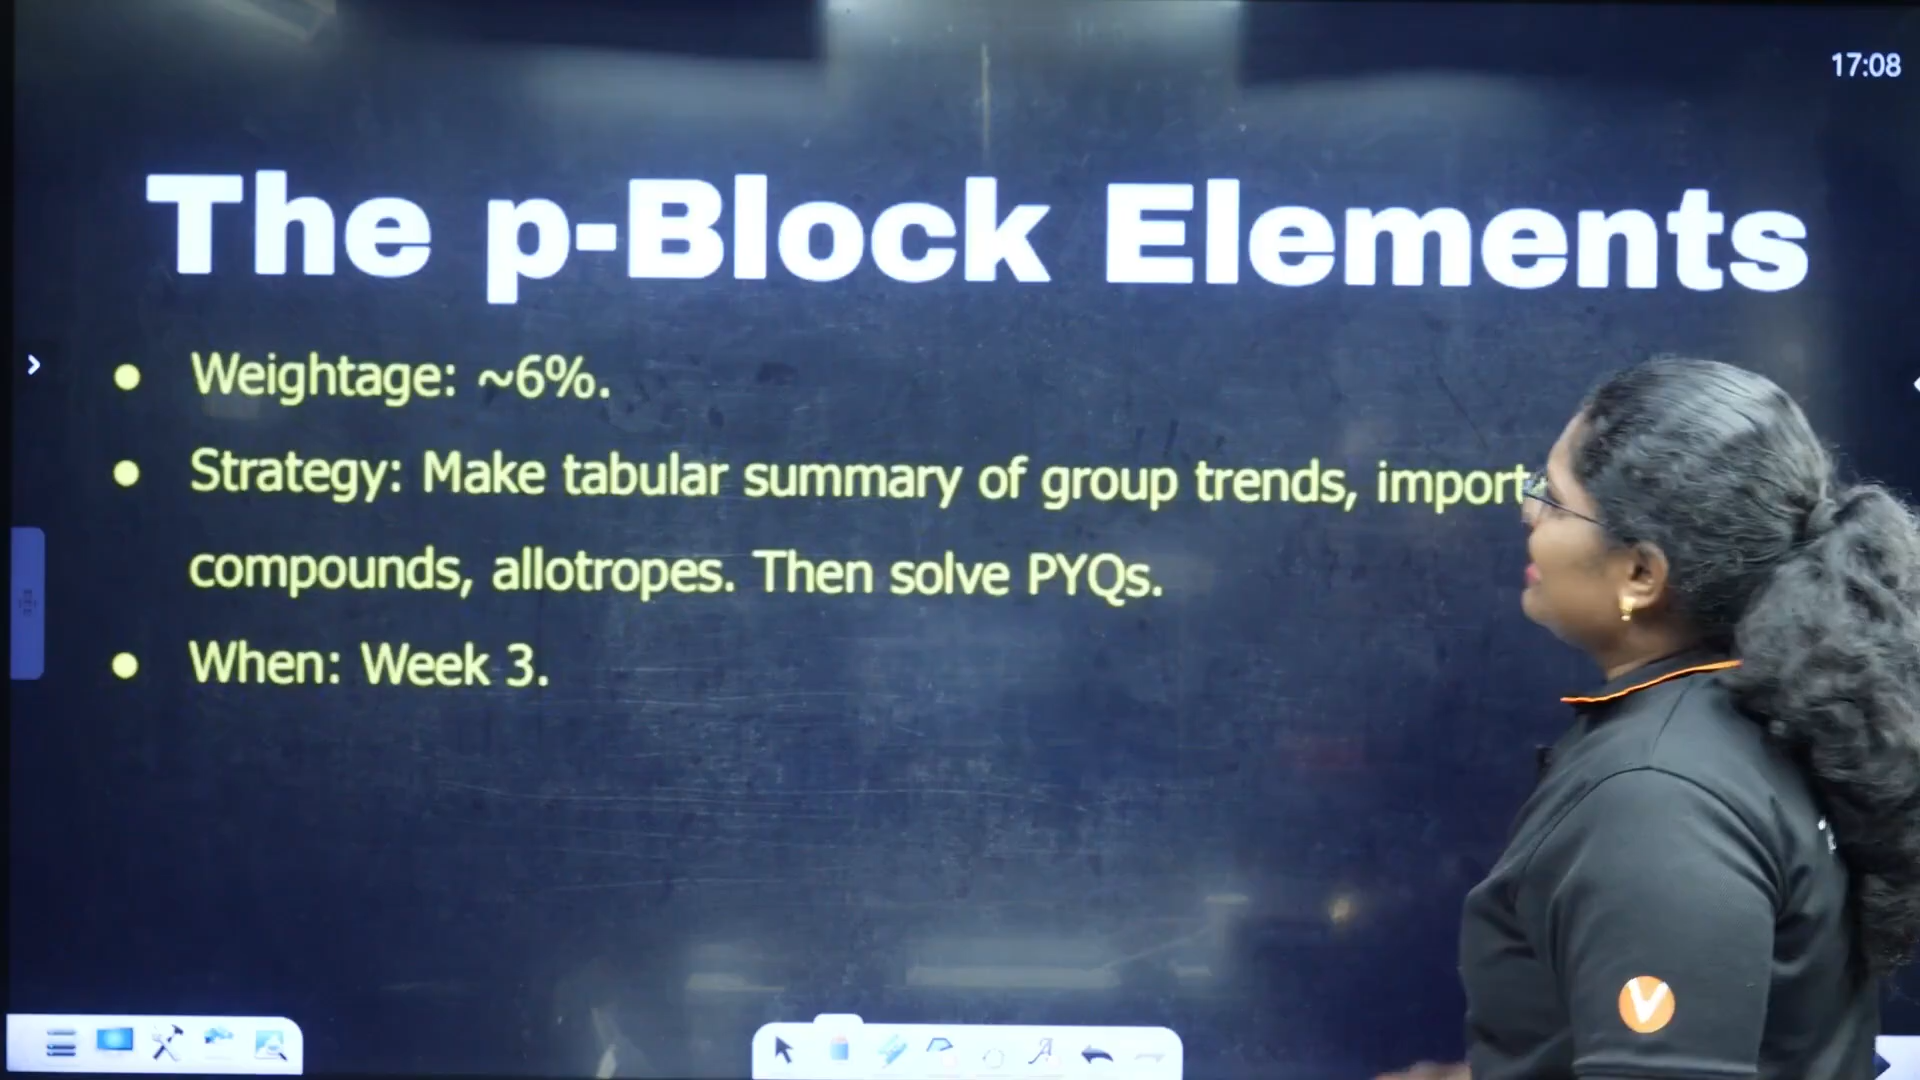 17:08
The p-Block Elements
• Weightage: ~6%.
• Strategy: Make tabular summary of group trends, import
compounds, allotropes. Then solve PYQs.
• When: Week 3.
V